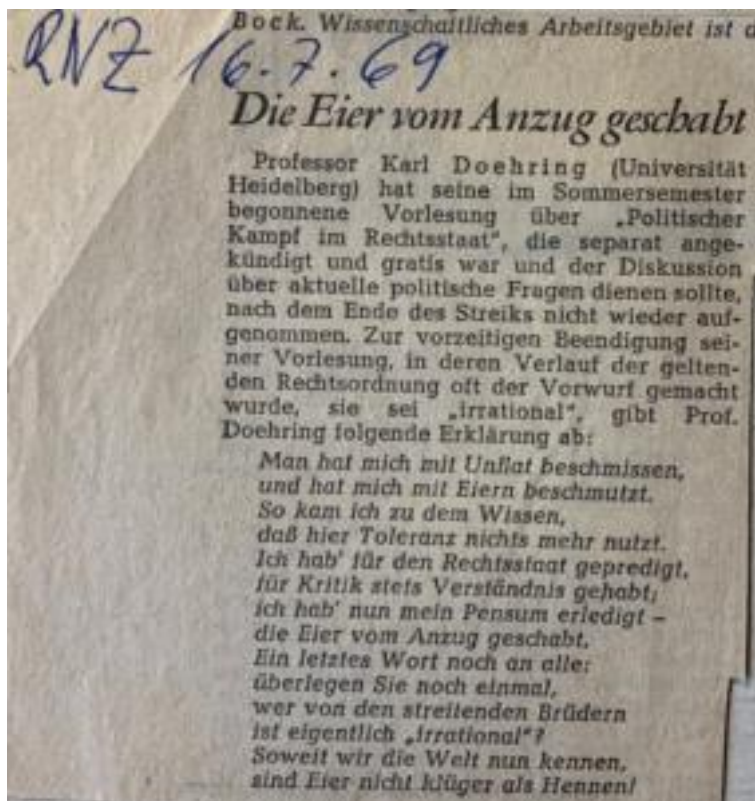 Bock. Wissenschaftliches Arbeitsgebiet ist d
RNZ 16.7.69
Die Eier vom Anzug geschabt
Professor Karl Doehring (Universität
Heidelberg) hat seine im Sommersemester
begonnene Vorlesung über „Politischer
Kampf im Rechtsstaat", die separat ange-
kündigt und gratis war und der Diskussion
über aktuelle politische Fragen dienen sollte,
nach dem Ende des Streiks nicht wieder auf-
genommen. Zur vorzeitigen Beendigung sei-
ner Vorlesung, in deren Verlauf der gelten-
den Rechtsordnung oft der Vorwurf gemacht
wurde, sie sei „irrational", gibt Prof.
Doehring folgende Erklärung ab:
Man hat mich mit Unflat beschmissen,
und hat mich mit Eiern beschmutzt.
So kam ich zu dem Wissen,
daß hier Toleranz nichts mehr nutzt.
Ich hab' für den Rechtsstaat gepredigt,
für Kritik stets Verständnis gehabt;
ich hab' nun mein Pensum erledigt –
die Eier vom Anzug geschabt.
Ein letztes Wort noch an alle:
überlegen Sie noch einmal,
wer von den streitenden Brüdern
ist eigentlich „irrational"?
Soweit wir die Welt nun kennen,
sind Eier nicht klüger als Hennen!